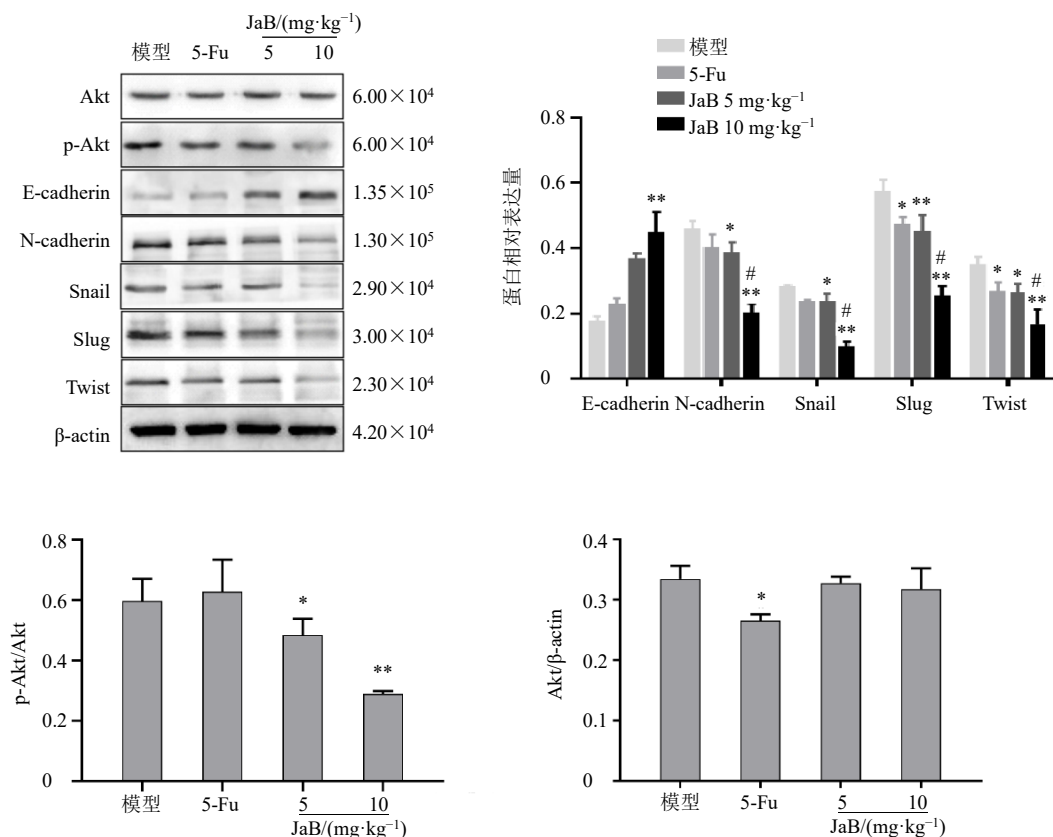 JaB/(mg·kg⁻¹)
模型 5-Fu 5 10
Akt 6.00×10⁴
p-Akt 6.00×10⁴
E-cadherin 1.35×10⁵
N-cadherin 1.30×10⁵
Snail 2.90×10⁴
Slug 3.00×10⁴
Twist 2.30×10⁴
β-actin 4.20×10⁴
模型
5-Fu
JaB 5 mg·kg⁻¹
JaB 10 mg·kg⁻¹
蛋白相对表达量
0.8
0.6
0.4
0.2
0
** * # ** * # ** * ** # ** * * # **
E-cadherin N-cadherin Snail Slug Twist
p-Akt/Akt
0.8
0.6
0.4
0.2
0
* **
模型 5-Fu 5 10
JaB/(mg·kg⁻¹)
Akt/β-actin
0.4
0.3
0.2
0.1
0
*
模型 5-Fu 5 10
JaB/(mg·kg⁻¹)